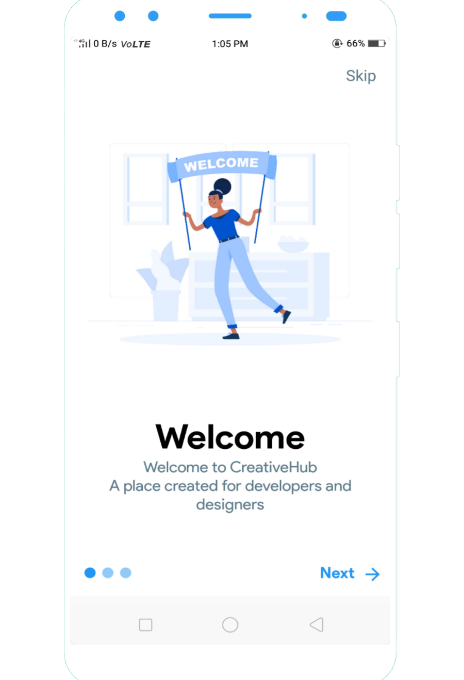 4G 0 B/s VoLTE 1:05 PM 66%
Skip
WELCOME
Welcome
Welcome to CreativeHub
A place created for developers and
designers
Next